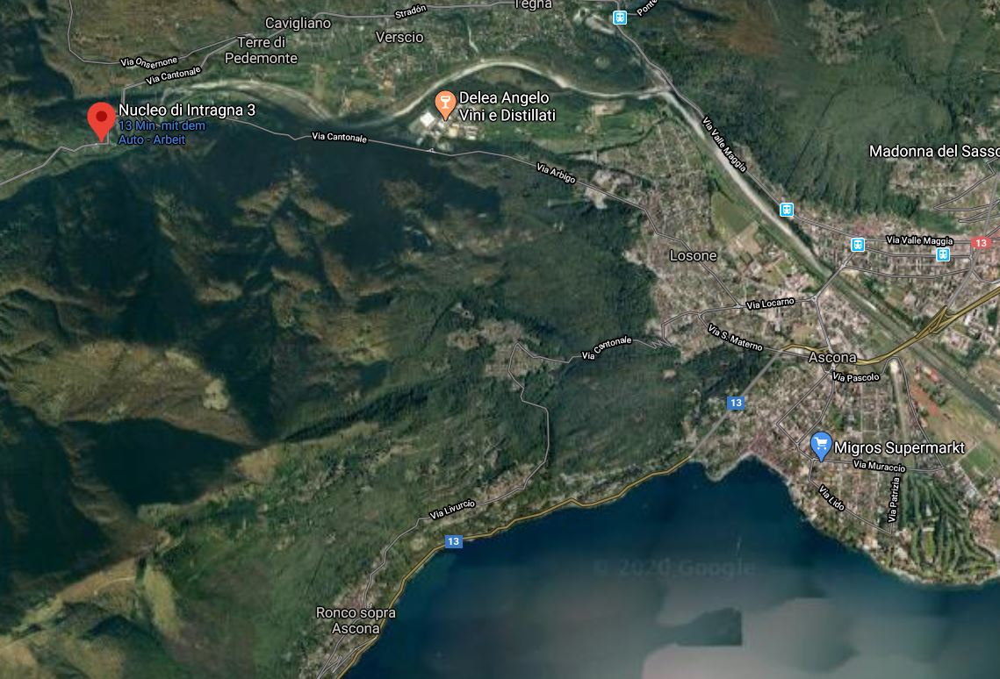 Tegna
Ponte
Stradón
Cavigliano
Verscio
Terre di
Pedemonte
Via Onsernone
Via Cantonale
Delea Angelo
Vini e Distillati
Nucleo di Intragna 3
13 Min. mit dem
Auto - Arbeit
Via Cantonale
Via Valle Maggia
Madonna del Sasso
Via Arbigo
Via Valle Maggia
13
Losone
Via Locarno
Via S. Materno
Via Cantonale
Ascona
Via Pascolo
13
Migros Supermarkt
Via Muraccio
Via Lido
Via Patrizia
Via Livurcio
13
© 2020 Google
Ronco sopra
Ascona